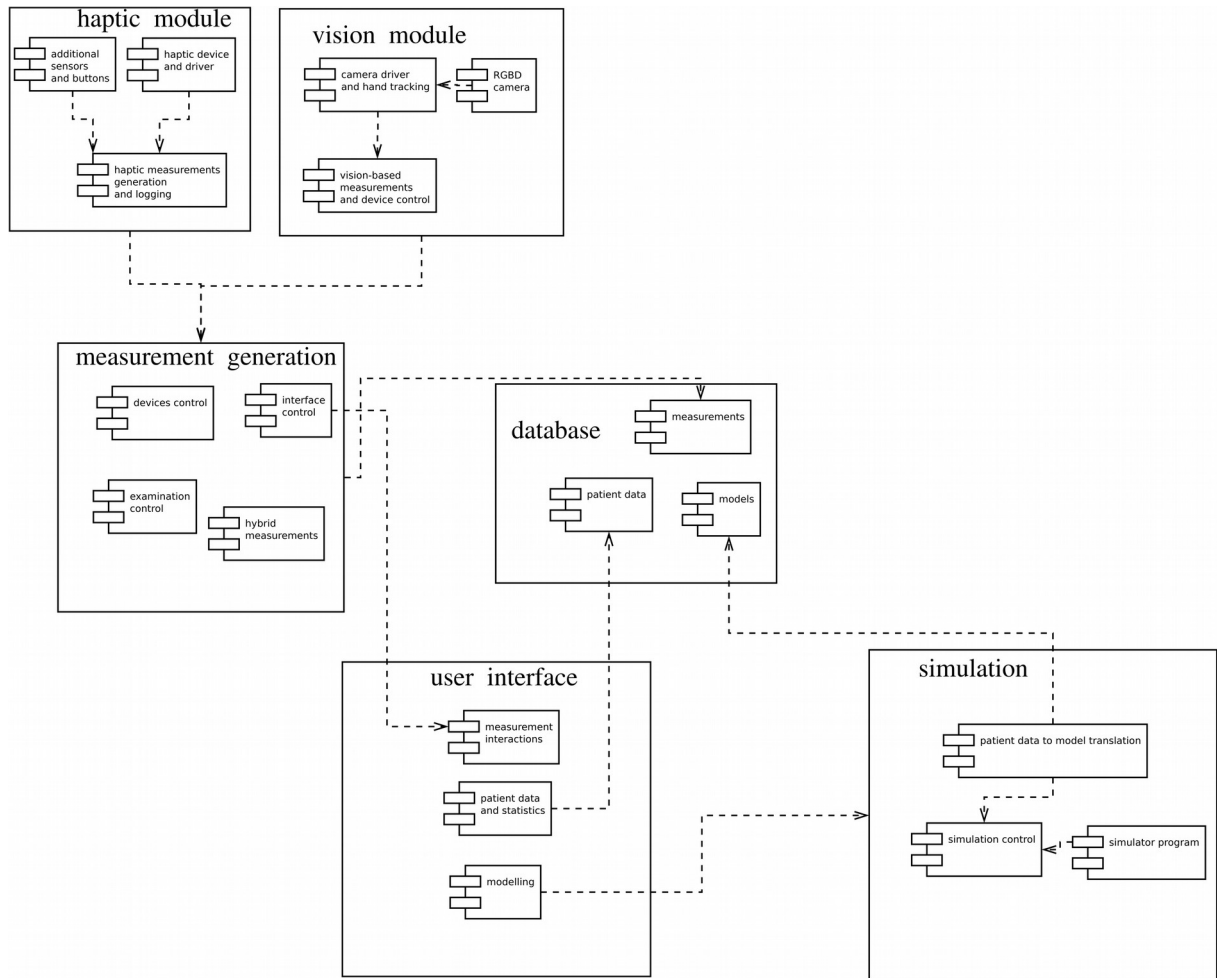 haptic module
additional
sensors
and buttons
haptic device
and driver
haptic measurements
generation
and logging
vision module
camera driver
and hand tracking
RGBD
camera
vision-based
measurements
and device control
measurement generation
devices control
interface
control
examination
control
hybrid
measurements
database
measurements
patient data
models
user interface
measurement
interactions
patient data
and statistics
modelling
simulation
patient data to model translation
simulation control
simulator program